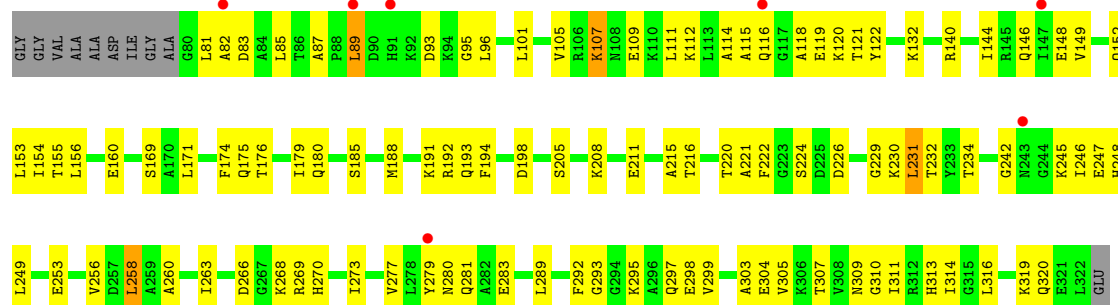 GLY GLY VAL ALA ALA ASP ILE GLY ALA G80 L81 A82 D83 A84 L85 T86 A87 P88 L89 D90 H91 K92 D93 K94 G95 L96 L101 V105 R106 K107 N108 E109 K110 L111 K112 L113 A114 A115 Q116 G117 A118 E119 K120 T121 Y122 K132 R140 I144 R145 Q146 I147 E148 V149 Q152
L153 I154 T155 L156 E160 S169 A170 L171 F174 Q175 T176 I179 Q180 S185 M188 K191 R192 Q193 F194 D198 S205 K208 E211 A215 T216 T220 A221 F222 G223 S224 D225 D226 G229 K230 L231 T232 Y233 T234 G242 N243 G244 K245 I246 E247 H248
L249 E253 V256 D257 L258 A259 A260 I263 D266 G267 K268 R269 H270 I273 V277 L278 Y279 N280 Q281 A282 E283 L289 F292 G293 G294 K295 A296 Q297 E298 V299 A303 E304 V305 K306 T307 V308 N309 G310 I311 R312 H313 I314 G315 L316 K319 Q320 E321 L322 GLU